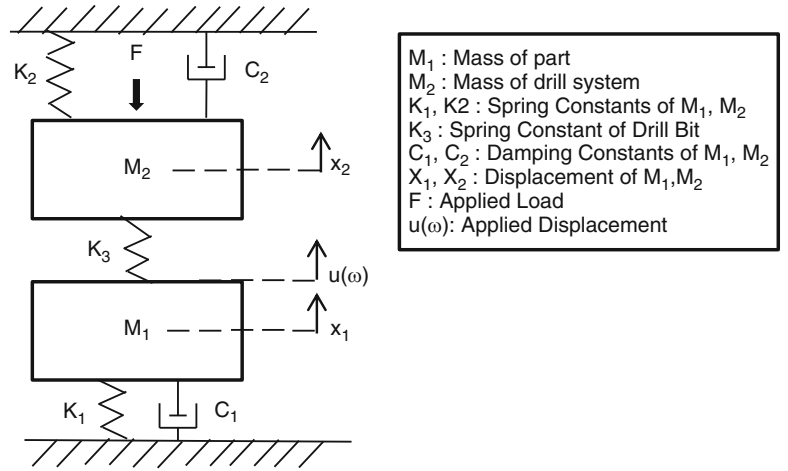 K₂
F
C₂
M₂
x₂
K₃
u(ω)
M₁
x₁
K₁
C₁
M₁ : Mass of part
M₂ : Mass of drill system
K₁, K2 : Spring Constants of M₁, M₂
K₃ : Spring Constant of Drill Bit
C₁, C₂ : Damping Constants of M₁, M₂
X₁, X₂ : Displacement of M₁,M₂
F : Applied Load
u(ω): Applied Displacement